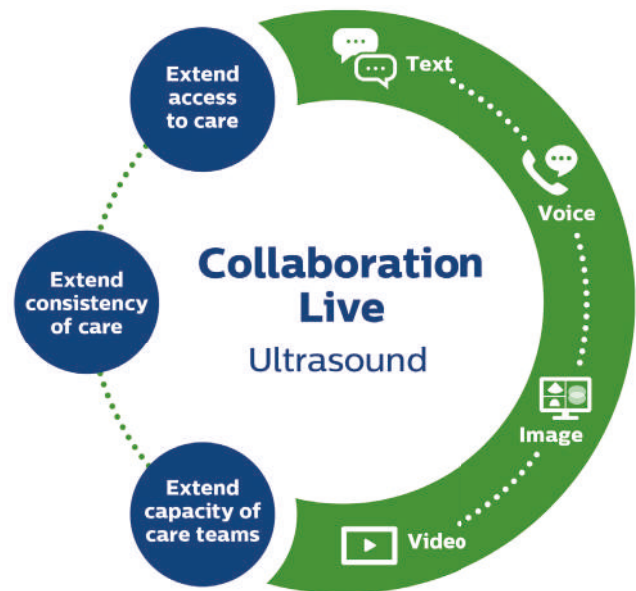 Extend
access
to care
Text
Voice
Collaboration
Live
Ultrasound
Extend
consistency
of care
Image
Extend
capacity of
care teams
Video